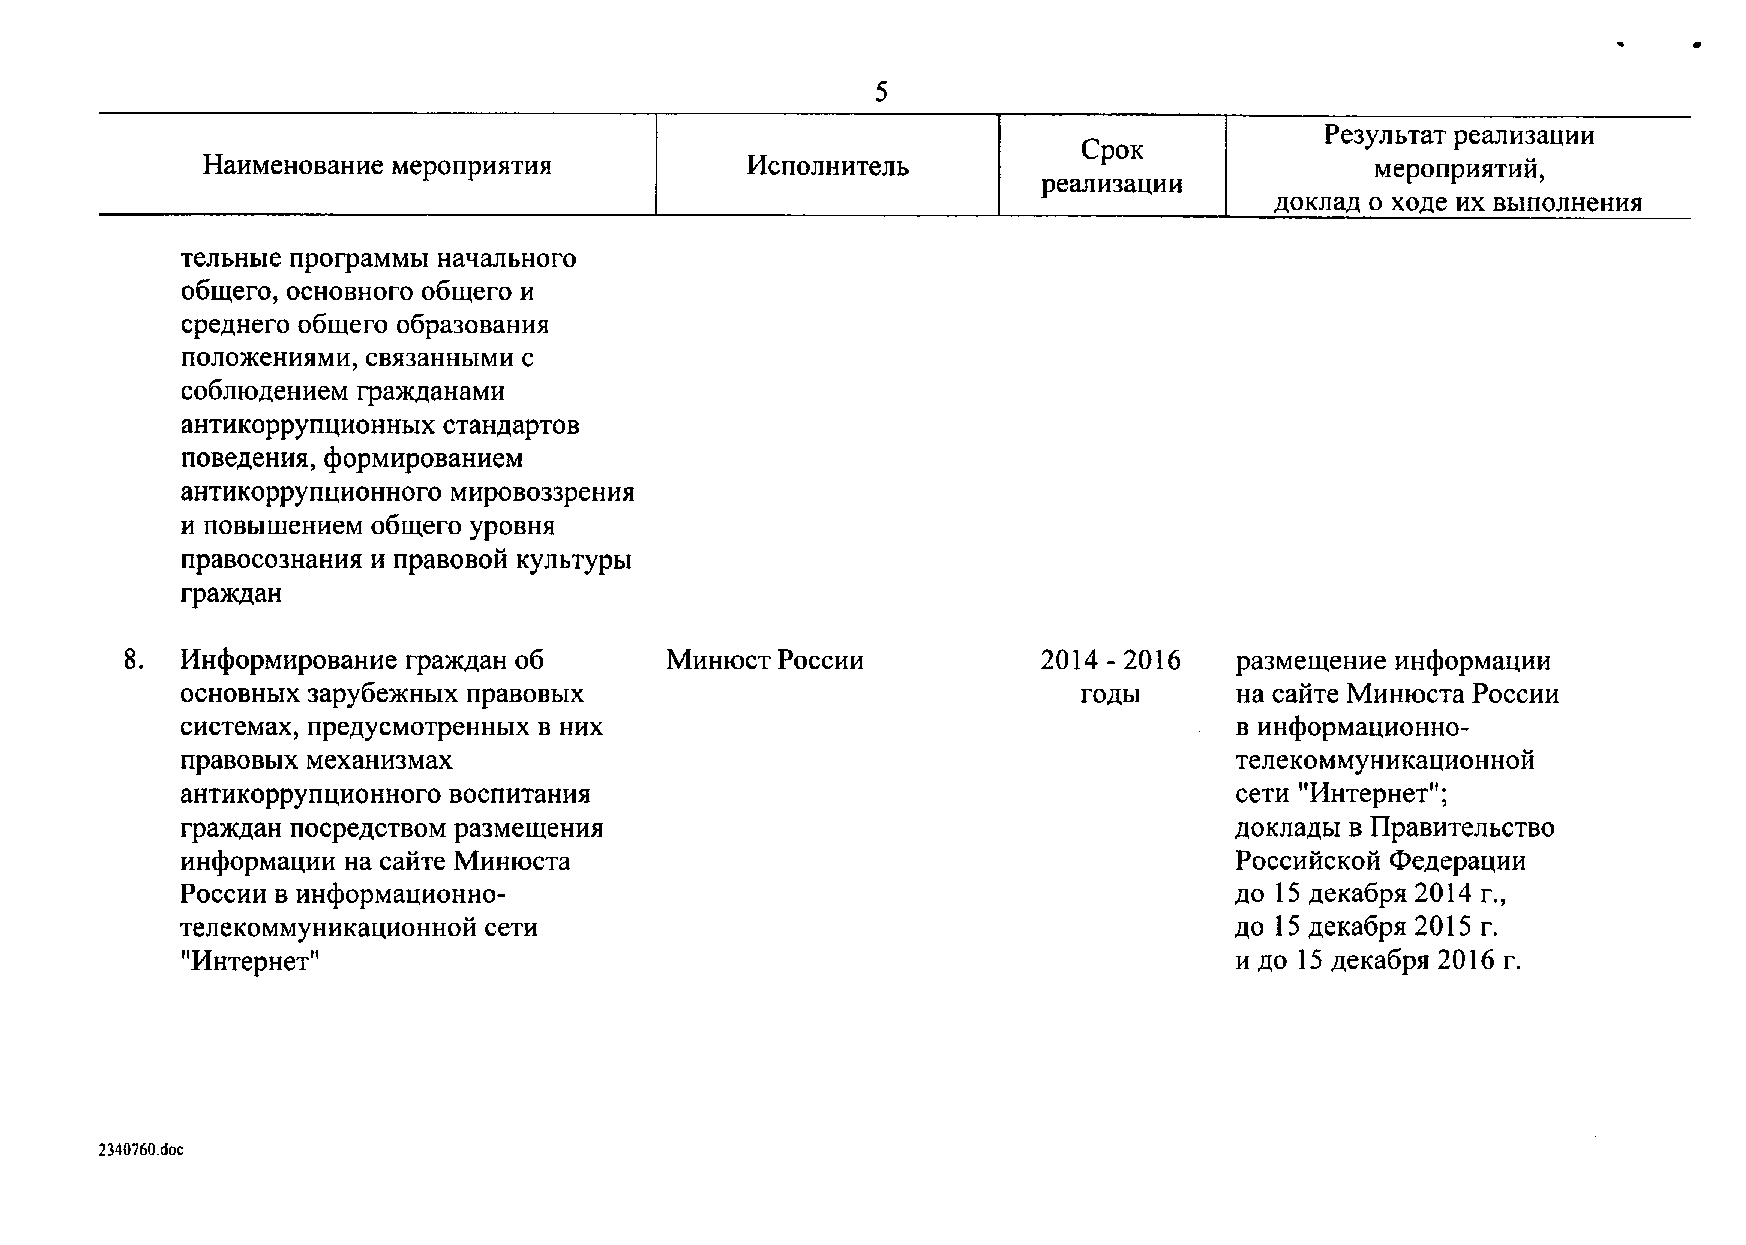 5
Наименование мероприятия
Исполнитель
Срок
реализации
Результат реализации
мероприятий,
доклад о ходе их выполнения
тельные программы начального
общего, основного общего и
среднего общего образования
положениями, связанными с
соблюдением гражданами
антикоррупционных стандартов
поведения, формированием
антикоррупционного мировоззрения
и повышением общего уровня
правосознания и правовой культуры
граждан
8. Информирование граждан об
основных зарубежных правовых
системах, предусмотренных в них
правовых механизмах
антикоррупционного воспитания
граждан посредством размещения
информации на сайте Минюста
России в информационно-
телекоммуникационной сети
"Интернет"
Минюст России
2014 - 2016
годы
размещение информации
на сайте Минюста России
в информационно-
телекоммуникационной
сети "Интернет";
доклады в Правительство
Российской Федерации
до 15 декабря 2014 г.,
до 15 декабря 2015 г.
и до 15 декабря 2016 г.
2340760.doc